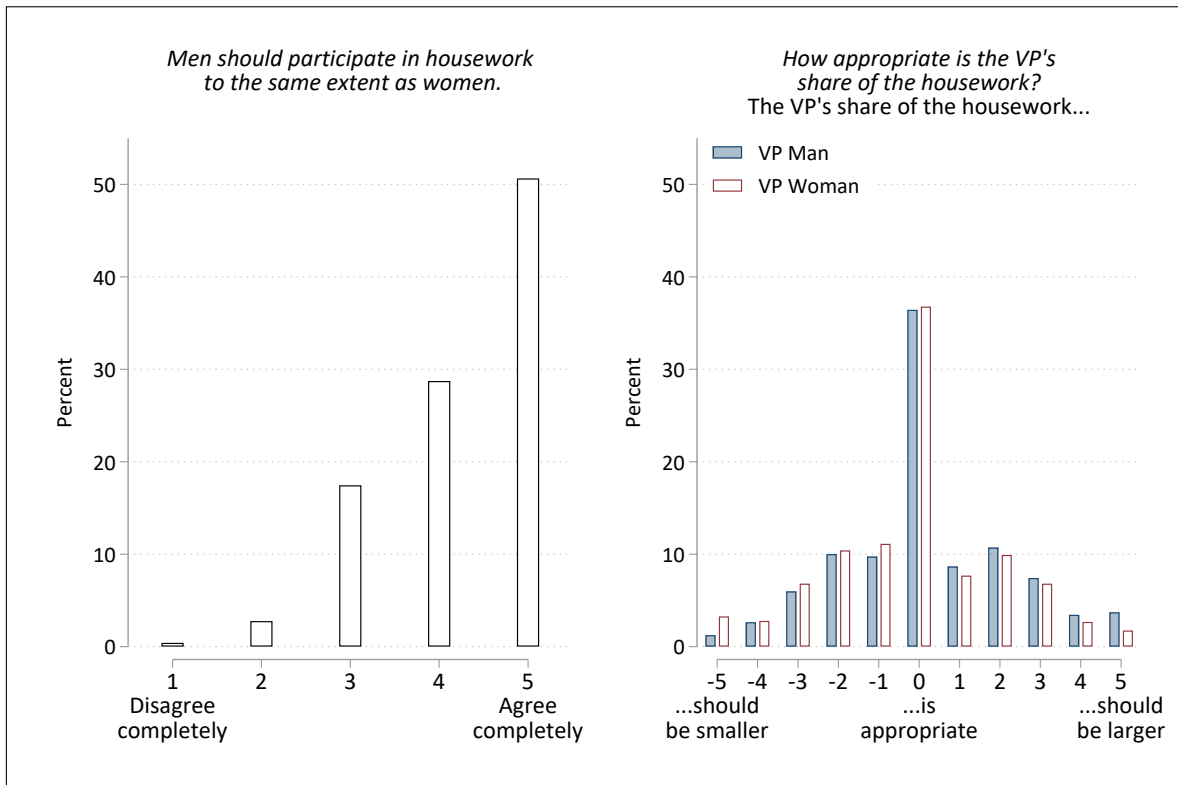 Men should participate in housework
to the same extent as women.
Percent
50
40
30
20
10
0
1
2
3
4
5
Disagree
completely
Agree
completely
How appropriate is the VP's
share of the housework?
The VP's share of the housework...
VP Man
VP Woman
Percent
50
40
30
20
10
0
-5
-4
-3
-2
-1
0
1
2
3
4
5
...should
be smaller
...is
appropriate
...should
be larger